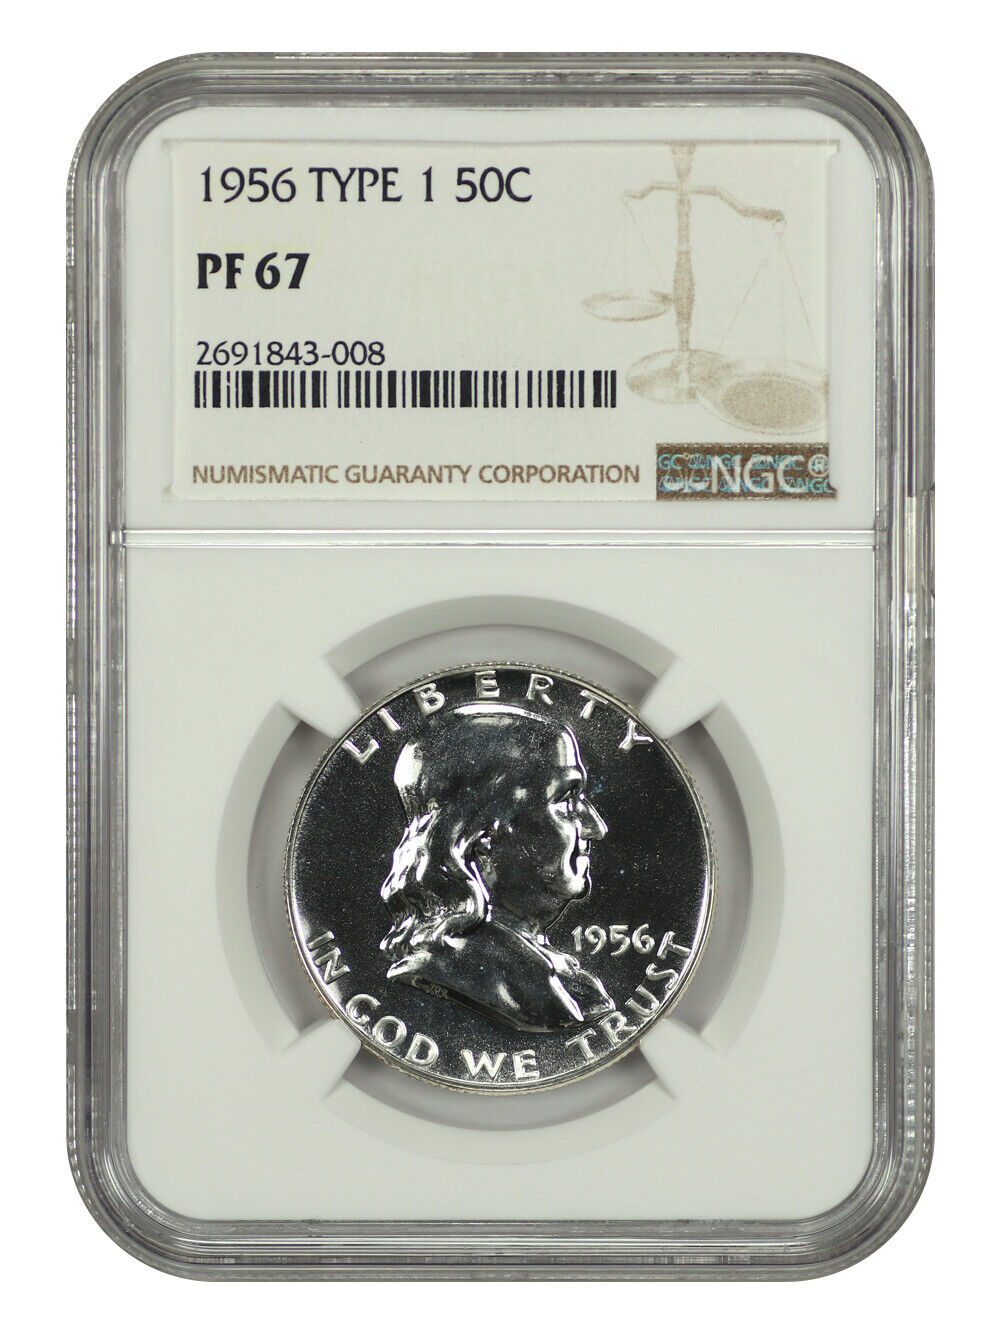 1956 TYPE 1 50C
PF 67
2691843-008
NUMISMATIC GUARANTY CORPORATION
NGC®
LIBERTY
1956
IN GOD WE TRUST